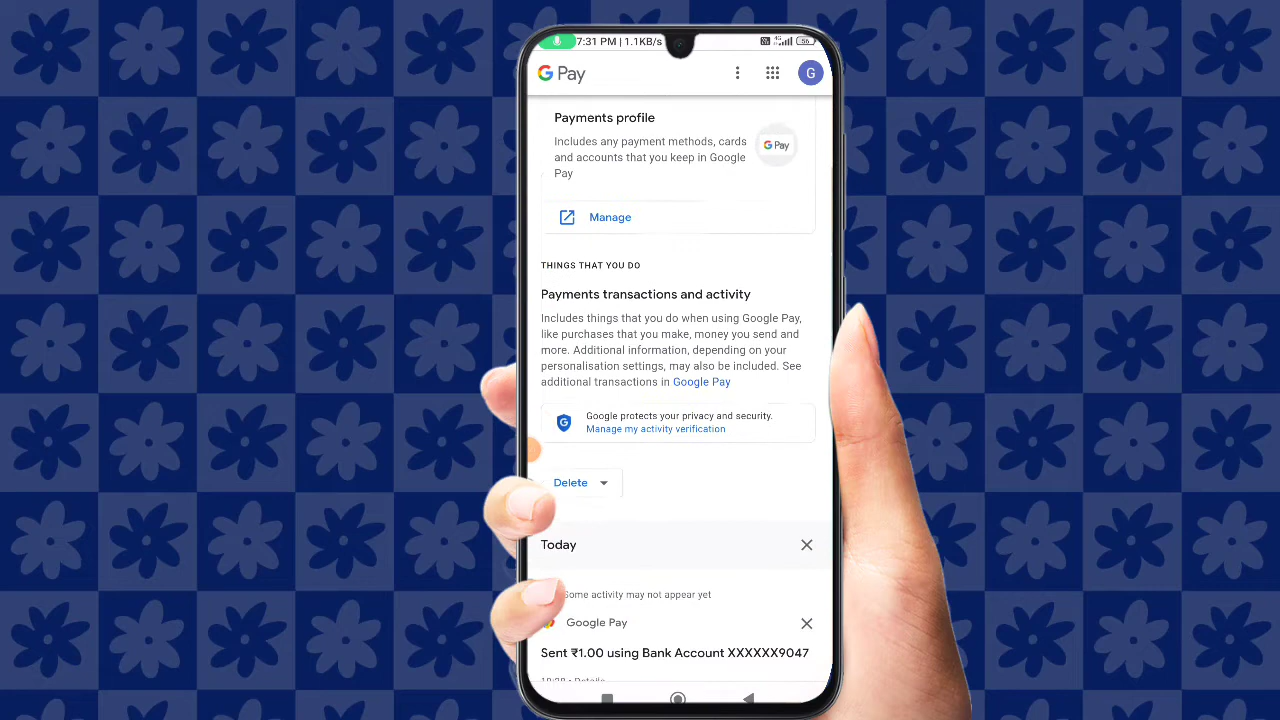 7:31 PM | 1.1KB/s 4G 56
G Pay G
Payments profile
Includes any payment methods, cards
and accounts that you keep in Google
Pay
G Pay
Manage
THINGS THAT YOU DO
Payments transactions and activity
Includes things that you do when using Google Pay,
like purchases that you make, money you send and
more. Additional information, depending on your
personalisation settings, may also be included. See
additional transactions in Google Pay
G
Google protects your privacy and security.
Manage my activity verification
Delete
Today
Some activity may not appear yet
Google Pay
Sent ₹1.00 using Bank Account XXXXXX9047